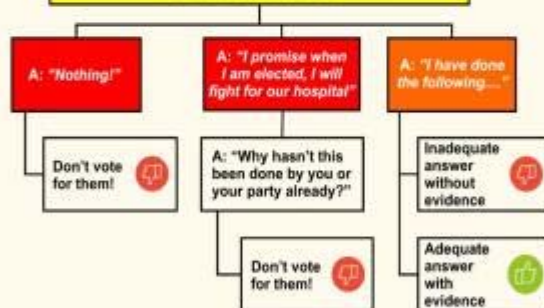 A: "Nothing!"
A: "I promise when
I am elected, I will
fight for our hospital"
A: "I have done
the following...."
Don't vote
for them!
A: "Why hasn't this
been done by you or
your party already?"
Inadequate
answer
without
evidence
Don't vote
for them!
Adequate
answer
with
evidence